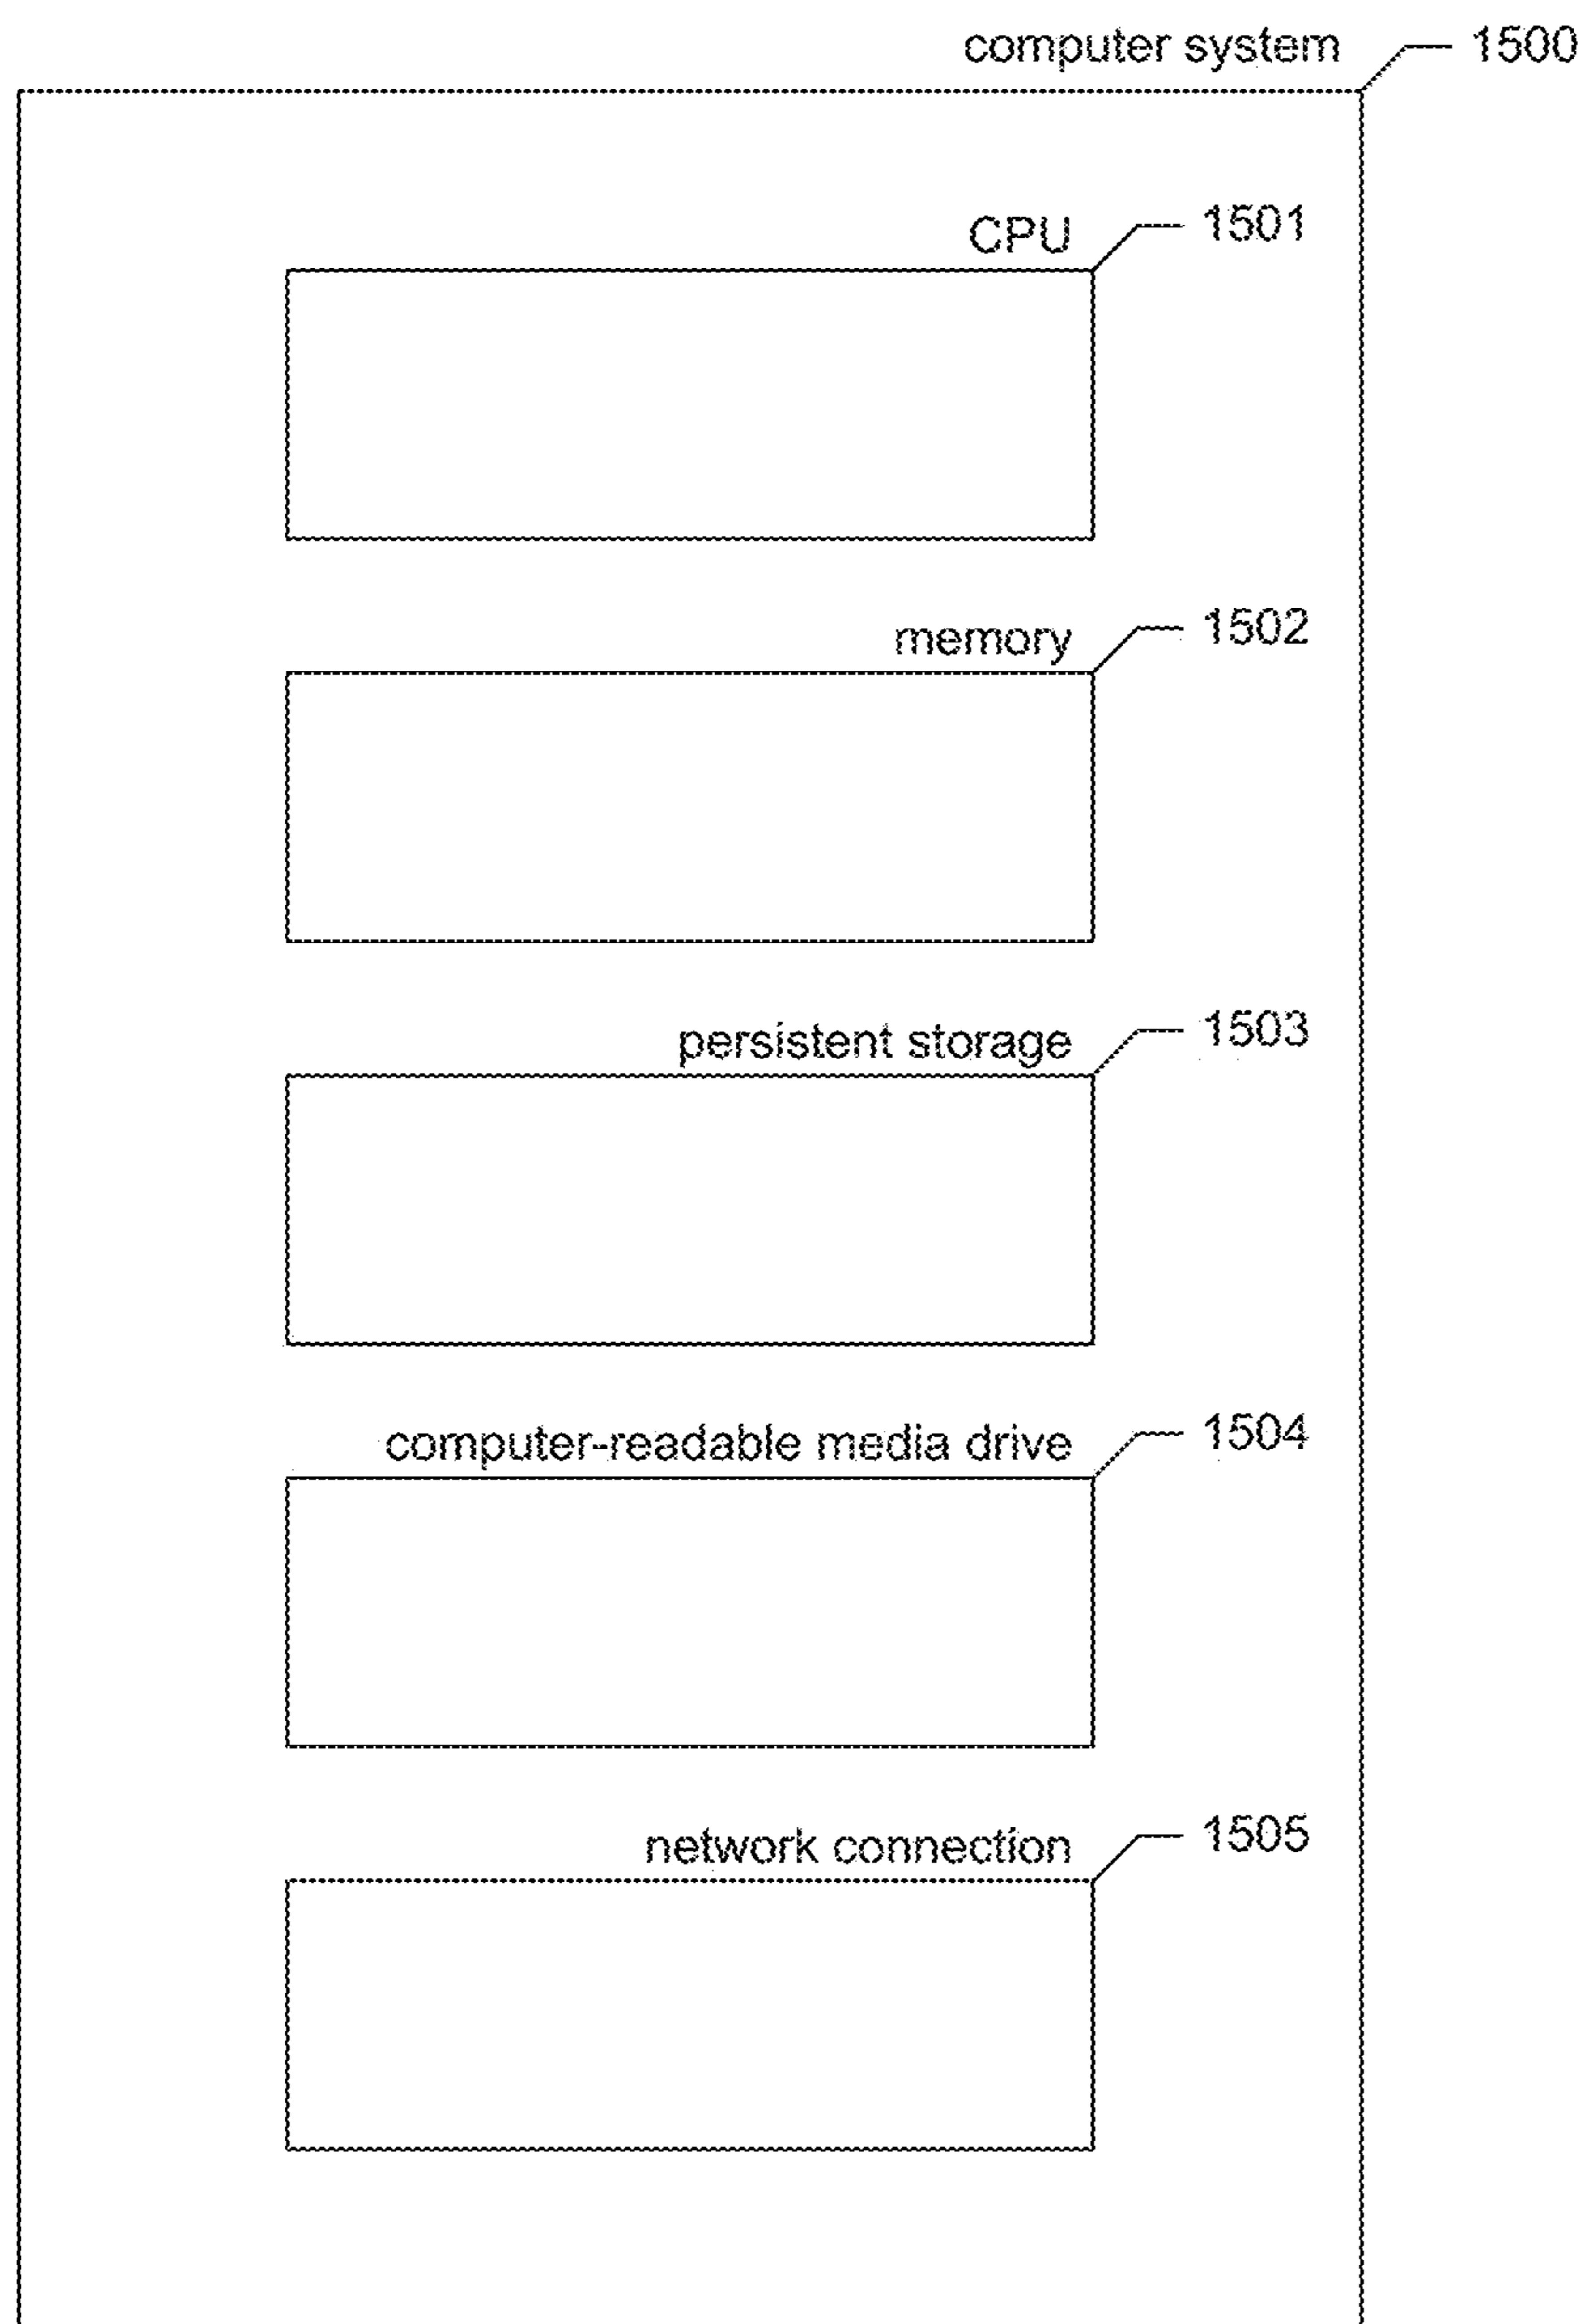 computer system 1500
CPU 1501
memory 1502
persistent storage 1503
computer-readable media drive 1504
network connection 1505